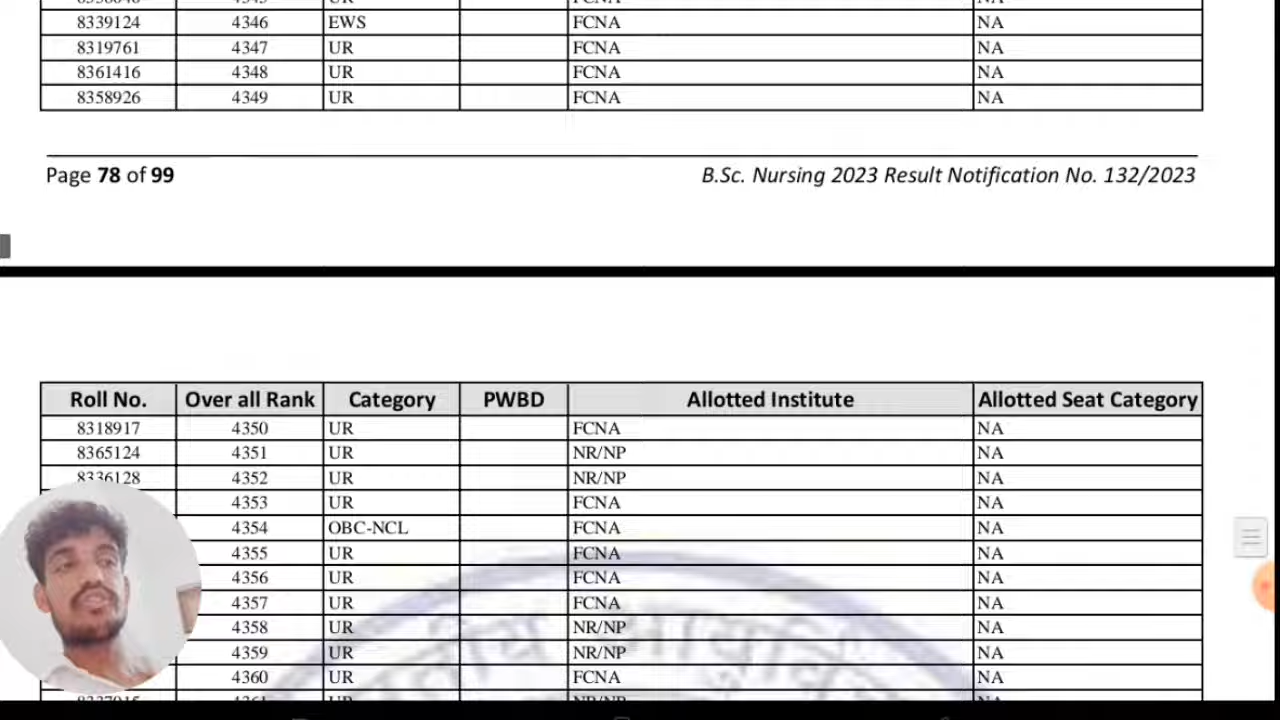 8339124 4346 EWS FCNA NA
8319761 4347 UR FCNA NA
8361416 4348 UR FCNA NA
8358926 4349 UR FCNA NA
Page 78 of 99 B.Sc. Nursing 2023 Result Notification No. 132/2023
Roll No. Over all Rank Category PWBD Allotted Institute Allotted Seat Category
8318917 4350 UR FCNA NA
8365124 4351 UR NR/NP NA
8336128 4352 UR NR/NP NA
4353 UR FCNA NA
4354 OBC-NCL FCNA NA
4355 UR FCNA NA
4356 UR FCNA NA
4357 UR FCNA NA
4358 UR NR/NP NA
4359 UR NR/NP NA
4360 UR FCNA NA